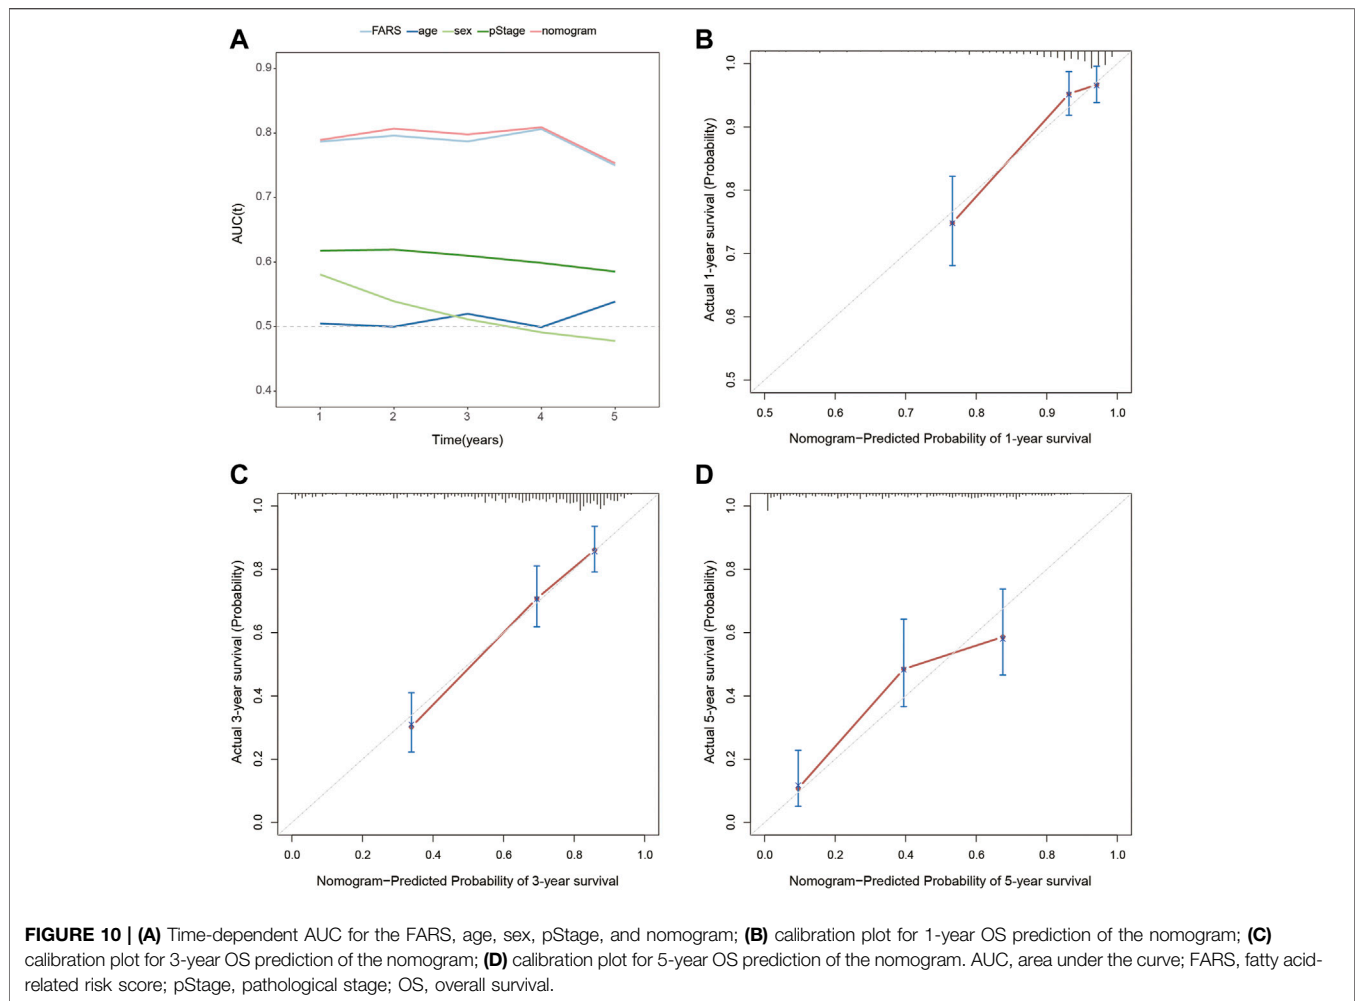 A
FARS age sex pStage nomogram
0.9
0.8
0.7
0.6
0.5
0.4
AUC(t)
1 2 3 4 5
Time(years)
B
1.0
0.9
0.8
0.7
0.6
0.5
Actual 1-year survival (Probability)
0.5 0.6 0.7 0.8 0.9 1.0
Nomogram−Predicted Probability of 1-year survival
C
1.0
0.8
0.6
0.4
0.2
0.0
Actual 3-year survival (Probability)
0.0 0.2 0.4 0.6 0.8 1.0
Nomogram−Predicted Probability of 3-year survival
D
1.0
0.8
0.6
0.4
0.2
0.0
Actual 5-year survival (Probability)
0.0 0.2 0.4 0.6 0.8 1.0
Nomogram−Predicted Probability of 5-year survival
FIGURE 10 | (A) Time-dependent AUC for the FARS, age, sex, pStage, and nomogram; (B) calibration plot for 1-year OS prediction of the nomogram; (C)
calibration plot for 3-year OS prediction of the nomogram; (D) calibration plot for 5-year OS prediction of the nomogram. AUC, area under the curve; FARS, fatty acid-
related risk score; pStage, pathological stage; OS, overall survival.